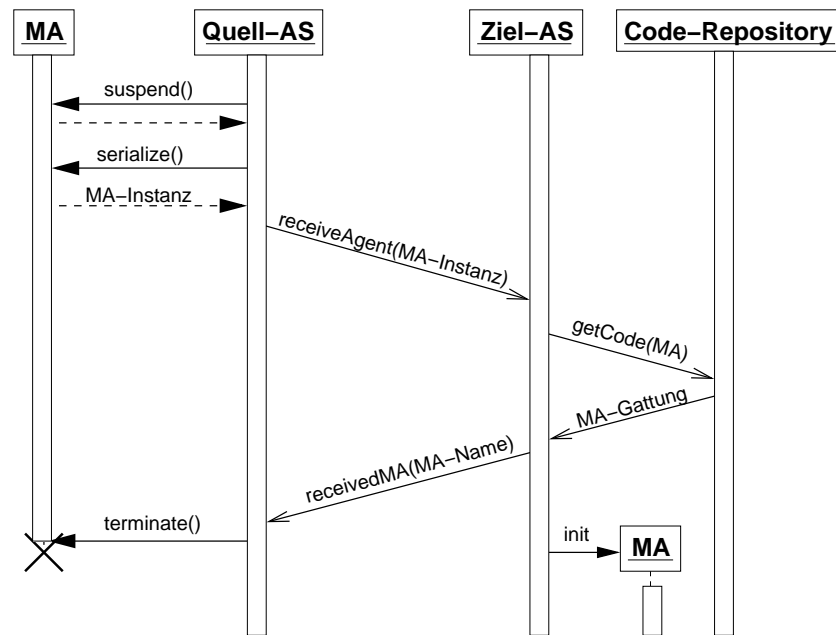 MA
Quell–AS
Ziel–AS
Code–Repository
suspend()
serialize()
MA–Instanz
receiveAgent(MA–Instanz)
getCode(MA)
MA–Gattung
receivedMA(MA–Name)
terminate()
init
MA